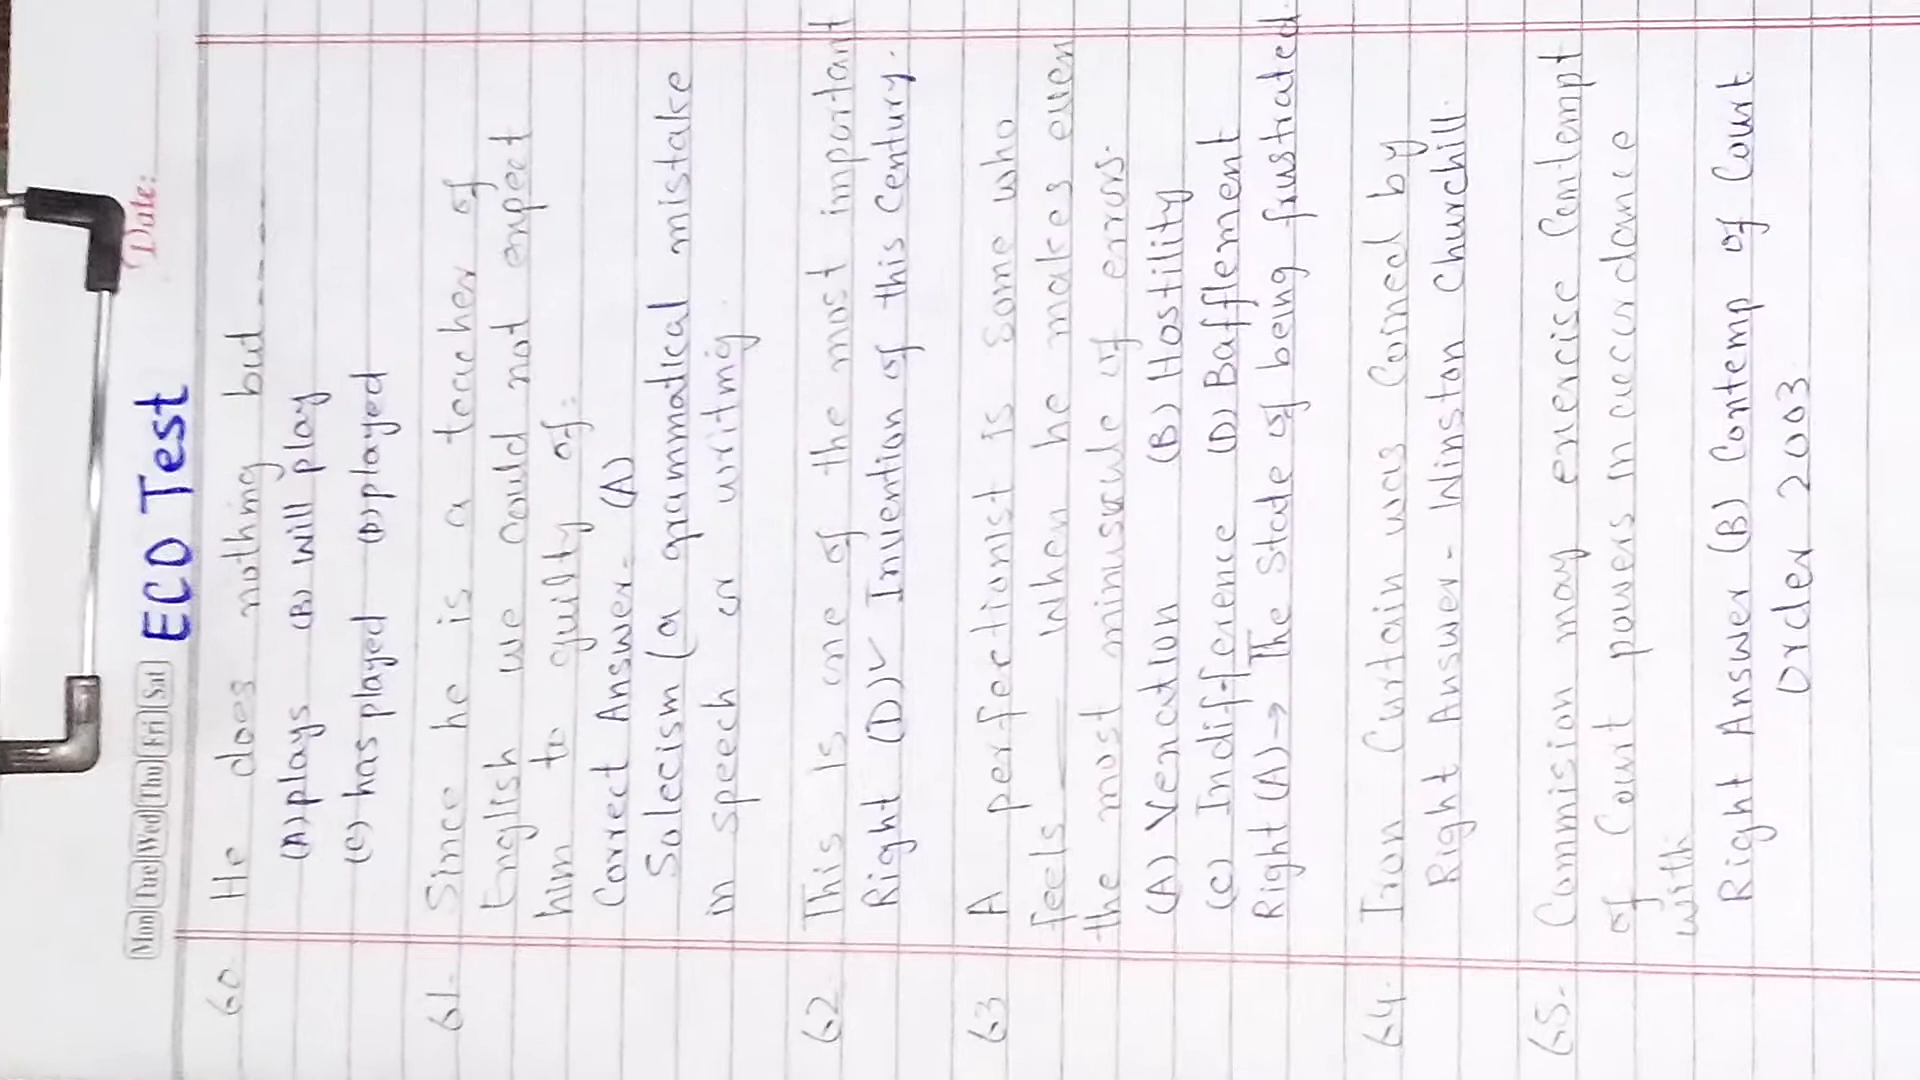 Mon Tue Wed Thu Fri Sat
Date:
ECO Test
60. He does nothing but -----
(A) plays (B) will play
(C) has played (D) played
61. Since he is a teacher of
English we could not expect
him to guilty of:
Correct Answer- (A)
Solecism (a grammatical mistake
in speech or writing.
62. This is one of the most important
Right (D)✓ Invention of this Century.
63 A perfectionist is some who
feels ____ when he makes even
the most minuscule of errors.
(A) Vexation (B) Hostility
(C) Indifference (D) Bafflement
Right (A)→ The state of being frustrated.
64. Iron Curtain was Coined by
Right Answer- Winston Churchill.
65. Commision may exercise Contempt
of Court powers in accordance
with
Right Answer (B) Contemp of Court
Order 2003.